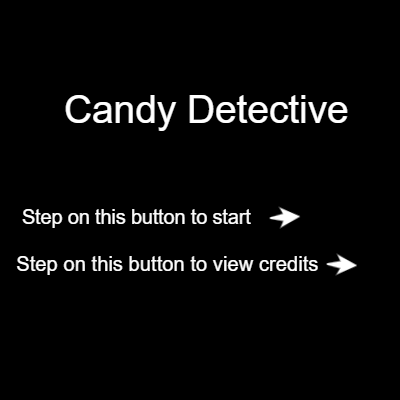 Candy Detective
Step on this button to start
Step on this button to view credits